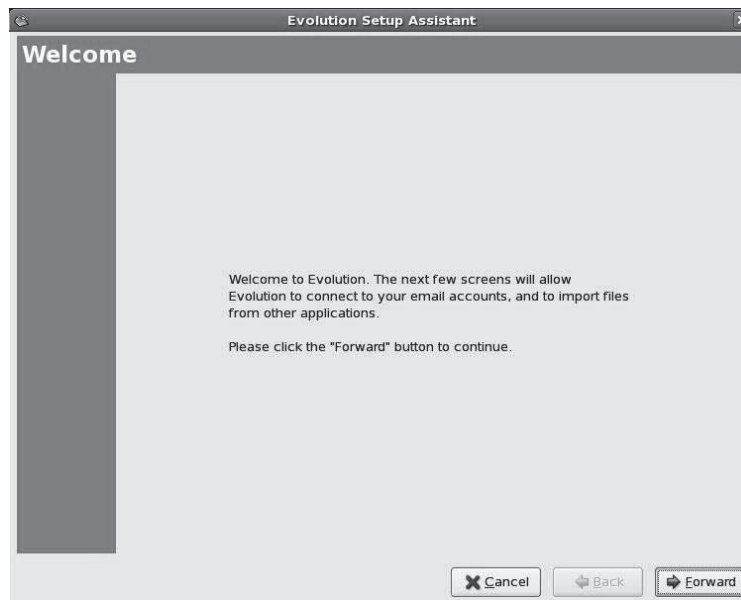 Evolution Setup Assistant
Welcome
Welcome to Evolution. The next few screens will allow
Evolution to connect to your email accounts, and to import files
from other applications.
Please click the "Forward" button to continue.
Cancel
Back
Forward